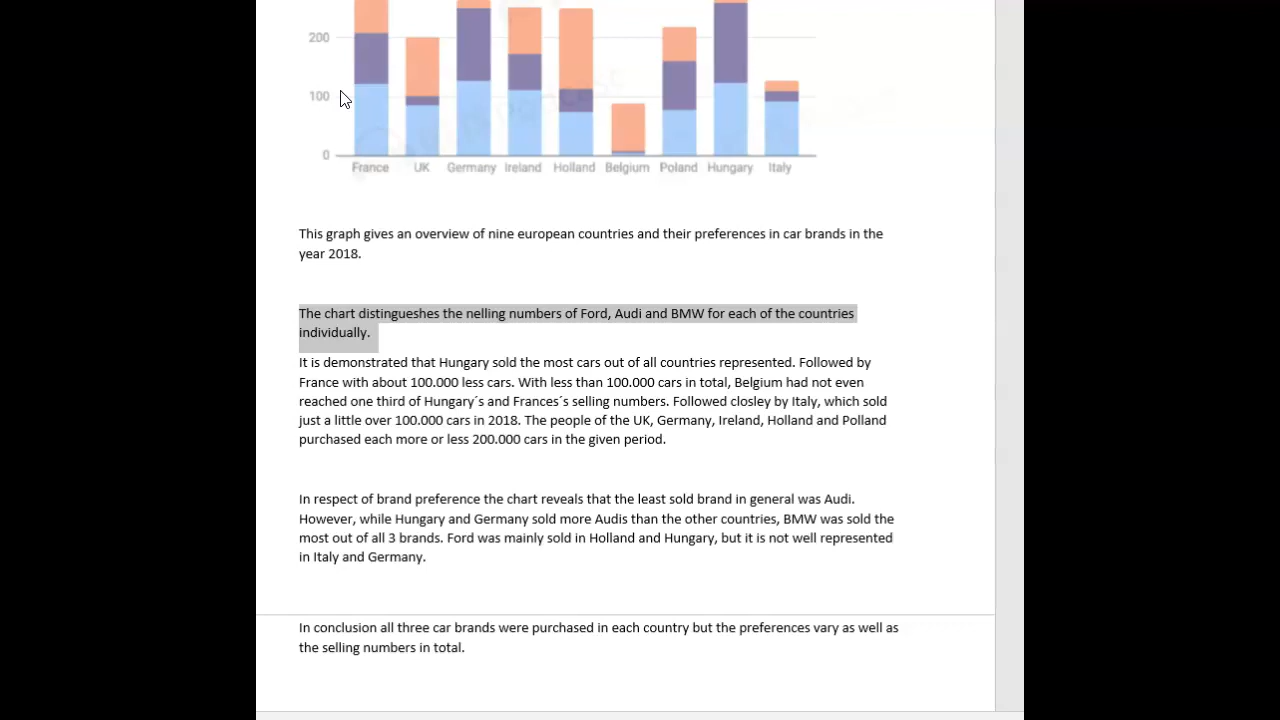 200
100
0
France UK Germany Ireland Holland Belgium Poland Hungary Italy
This graph gives an overview of nine european countries and their preferences in car brands in the
year 2018.
The chart distingueshes the nelling numbers of Ford, Audi and BMW for each of the countries
individually.
It is demonstrated that Hungary sold the most cars out of all countries represented. Followed by
France with about 100.000 less cars. With less than 100.000 cars in total, Belgium had not even
reached one third of Hungary´s and Frances´s selling numbers. Followed closley by Italy, which sold
just a little over 100.000 cars in 2018. The people of the UK, Germany, Ireland, Holland and Polland
purchased each more or less 200.000 cars in the given period.
In respect of brand preference the chart reveals that the least sold brand in general was Audi.
However, while Hungary and Germany sold more Audis than the other countries, BMW was sold the
most out of all 3 brands. Ford was mainly sold in Holland and Hungary, but it is not well represented
in Italy and Germany.
In conclusion all three car brands were purchased in each country but the preferences vary as well as
the selling numbers in total.